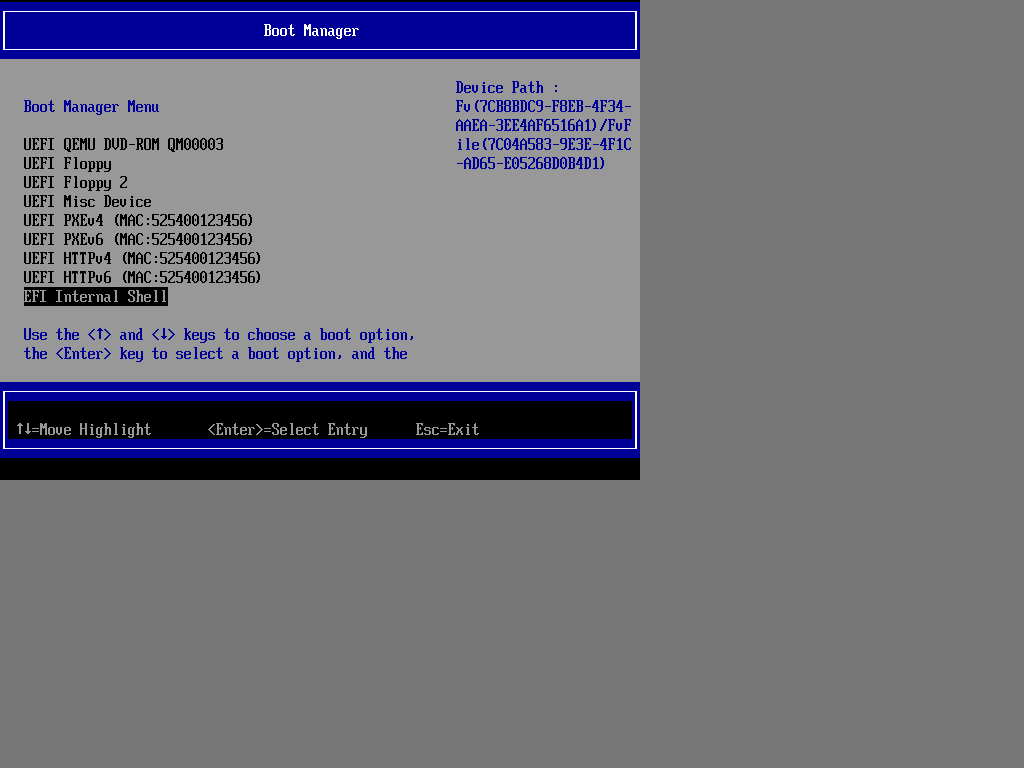 Boot Manager
Device Path :
Boot Manager Menu
Fv(7CB8BDC9-F8EB-4F34-
AAEA-3EE4AF6516A1)/FvF
UEFI QEMU DVD-ROM QM00003
ile(7C04A583-9E3E-4F1C
UEFI Floppy
-AD65-E05268D0B4D1)
UEFI Floppy 2
UEFI Misc Device
UEFI PXEv4 (MAC:525400123456)
UEFI PXEv6 (MAC:525400123456)
UEFI HTTPv4 (MAC:525400123456)
UEFI HTTPv6 (MAC:525400123456)
EFI Internal Shell
Use the <↑> and <↓> keys to choose a boot option,
the <Enter> key to select a boot option, and the
↑↓=Move Highlight <Enter>=Select Entry Esc=Exit